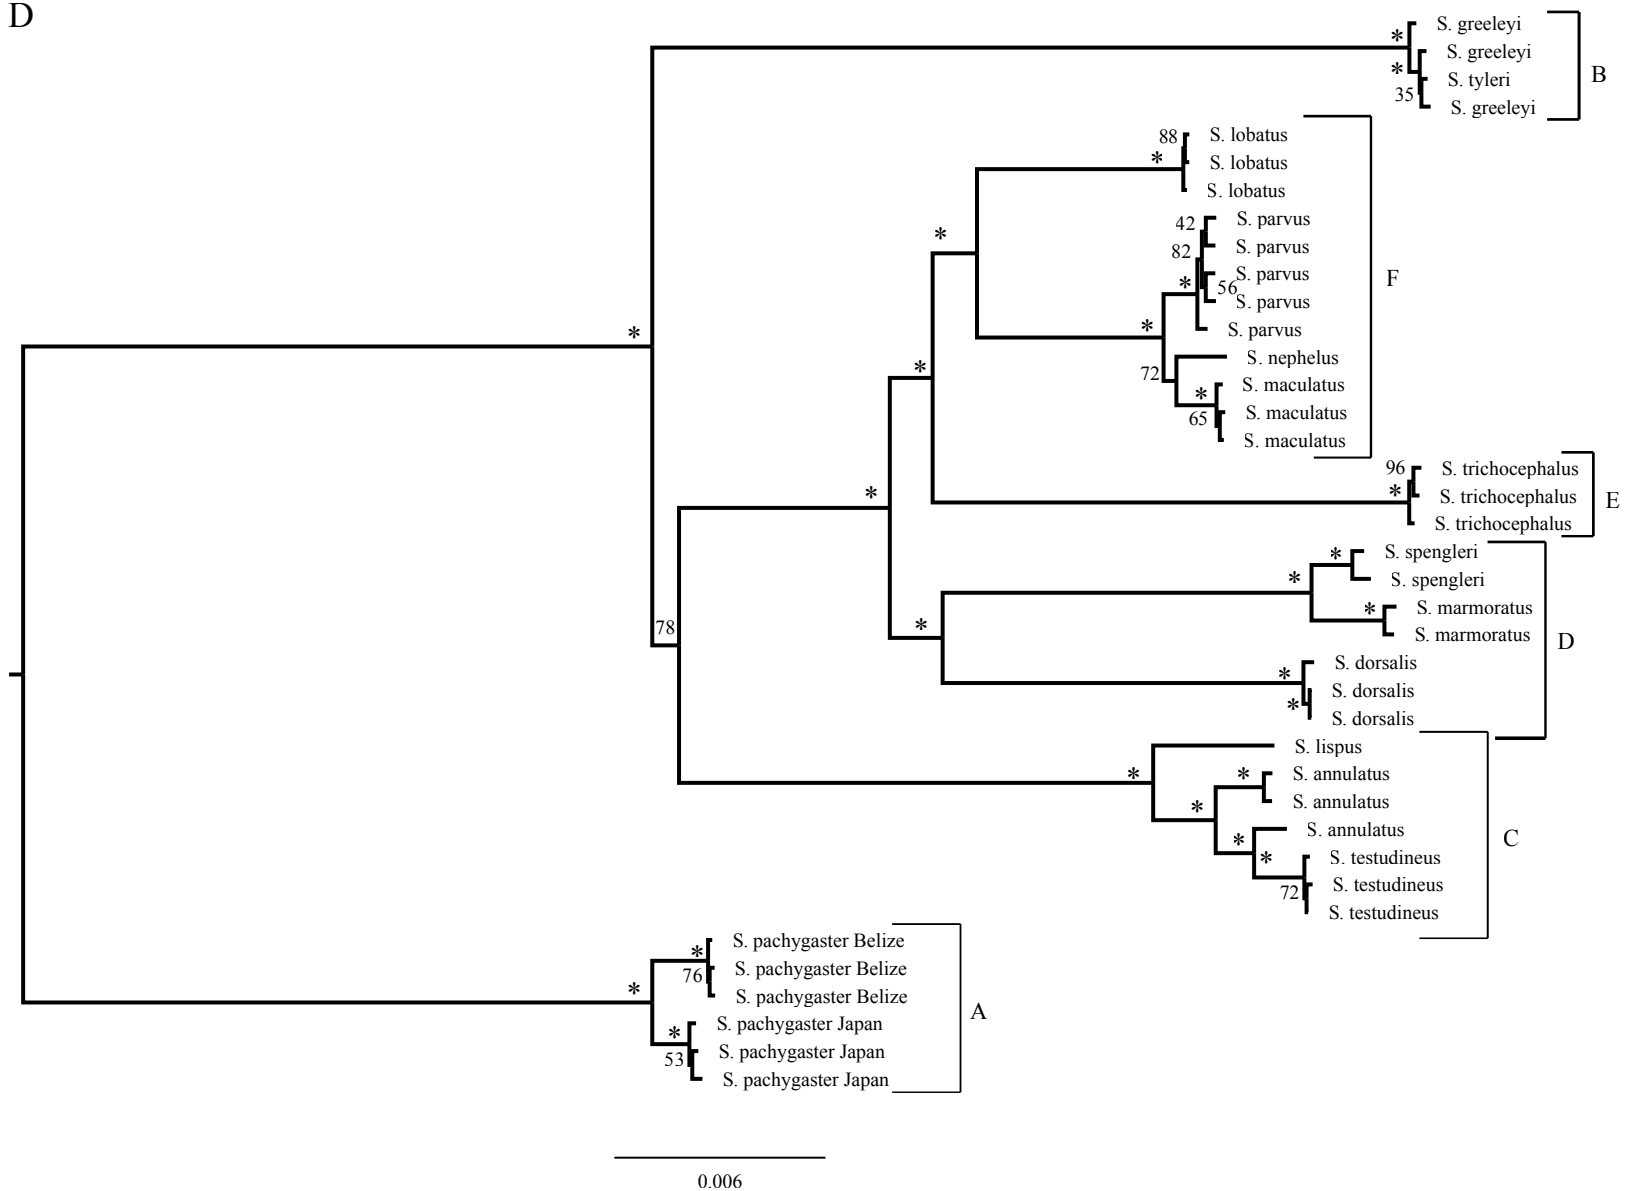 D
S. greeleyi
*
S. greeleyi
*
S. tyleri
B
35
S. greeleyi
88
S. lobatus
*
S. lobatus
S. lobatus
42
S. parvus
*
82
S. parvus
*
S. parvus
F
56
S. parvus
*
S. parvus
*
S. nephelus
*
72
S. maculatus
*
65
S. maculatus
S. maculatus
96
S. trichocephalus
*
*
S. trichocephalus
E
S. trichocephalus
*
S. spengleri
*
S. spengleri
*
S. marmoratus
78
*
S. marmoratus
D
S. dorsalis
*
S. dorsalis
*
S. dorsalis
S. lispus
*
*
S. annulatus
*
S. annulatus
S. annulatus
*
C
*
S. testudineus
72
S. testudineus
S. testudineus
*
S. pachygaster Belize
76
S. pachygaster Belize
*
S. pachygaster Belize
A
*
S. pachygaster Japan
53
S. pachygaster Japan
S. pachygaster Japan
0.006